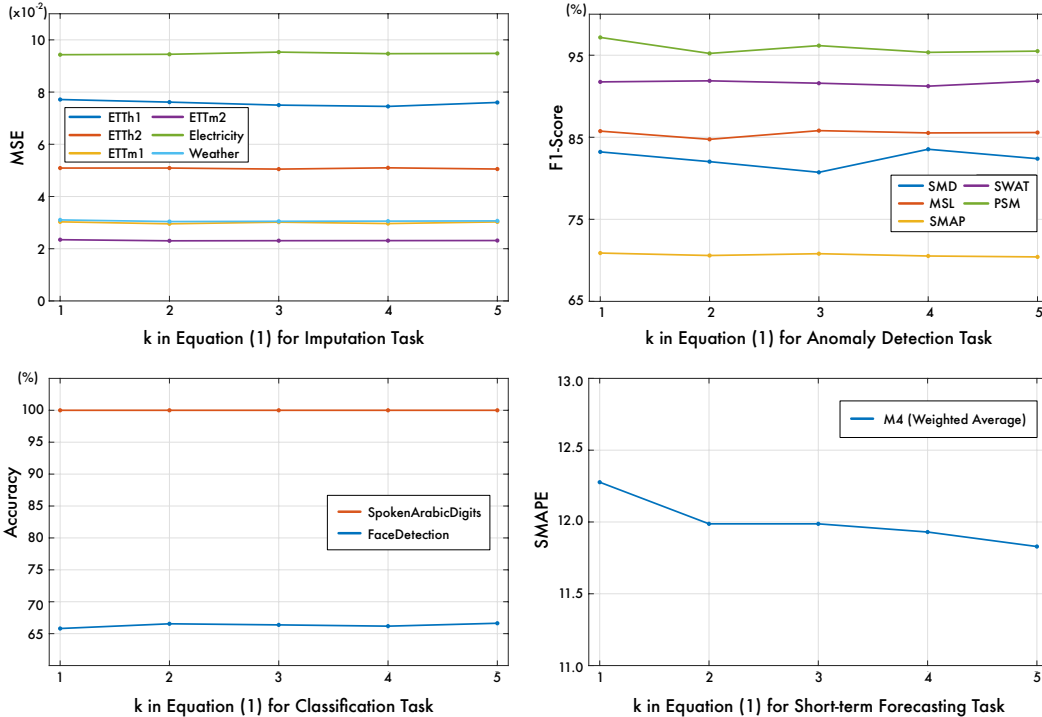 (x10⁻²)
10
8
6
4
2
0
MSE
ETTh1 ETTm2
ETTh2 Electricity
ETTm1 Weather
1 2 3 4 5
k in Equation (1) for Imputation Task
(%)
95
85
75
65
F1-Score
SMD SWAT
MSL PSM
SMAP
1 2 3 4 5
k in Equation (1) for Anomaly Detection Task
(%)
100
95
90
85
80
75
70
65
Accuracy
SpokenArabicDigits
FaceDetection
1 2 3 4 5
k in Equation (1) for Classification Task
13.0
12.5
12.0
11.5
11.0
SMAPE
M4 (Weighted Average)
1 2 3 4 5
k in Equation (1) for Short-term Forecasting Task